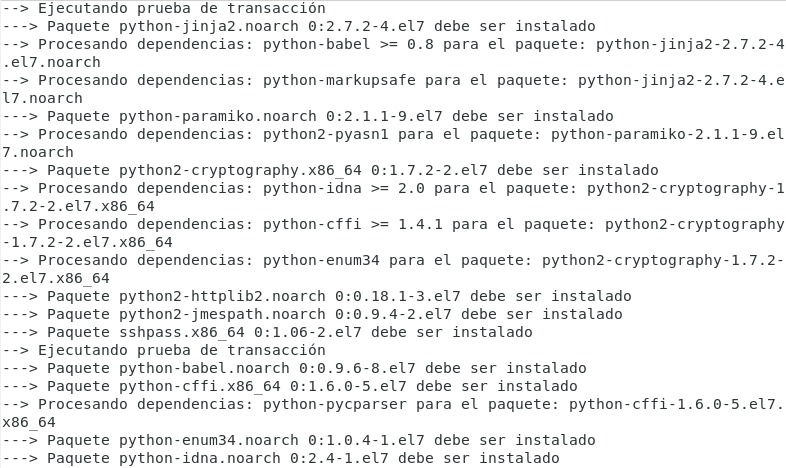 --> Ejecutando prueba de transacción
---> Paquete python-jinja2.noarch 0:2.7.2-4.el7 debe ser instalado
--> Procesando dependencias: python-babel >= 0.8 para el paquete: python-jinja2-2.7.2-4
.el7.noarch
--> Procesando dependencias: python-markupsafe para el paquete: python-jinja2-2.7.2-4.e
l7.noarch
---> Paquete python-paramiko.noarch 0:2.1.1-9.el7 debe ser instalado
--> Procesando dependencias: python2-pyasn1 para el paquete: python-paramiko-2.1.1-9.el
7.noarch
---> Paquete python2-cryptography.x86_64 0:1.7.2-2.el7 debe ser instalado
--> Procesando dependencias: python-idna >= 2.0 para el paquete: python2-cryptography-1
.7.2-2.el7.x86_64
--> Procesando dependencias: python-cffi >= 1.4.1 para el paquete: python2-cryptography
-1.7.2-2.el7.x86_64
--> Procesando dependencias: python-enum34 para el paquete: python2-cryptography-1.7.2-
2.el7.x86_64
---> Paquete python2-httplib2.noarch 0:0.18.1-3.el7 debe ser instalado
---> Paquete python2-jmespath.noarch 0:0.9.4-2.el7 debe ser instalado
---> Paquete sshpass.x86_64 0:1.06-2.el7 debe ser instalado
--> Ejecutando prueba de transacción
---> Paquete python-babel.noarch 0:0.9.6-8.el7 debe ser instalado
---> Paquete python-cffi.x86_64 0:1.6.0-5.el7 debe ser instalado
--> Procesando dependencias: python-pycparser para el paquete: python-cffi-1.6.0-5.el7.
x86_64
---> Paquete python-enum34.noarch 0:1.0.4-1.el7 debe ser instalado
---> Paquete python-idna.noarch 0:2.4-1.el7 debe ser instalado